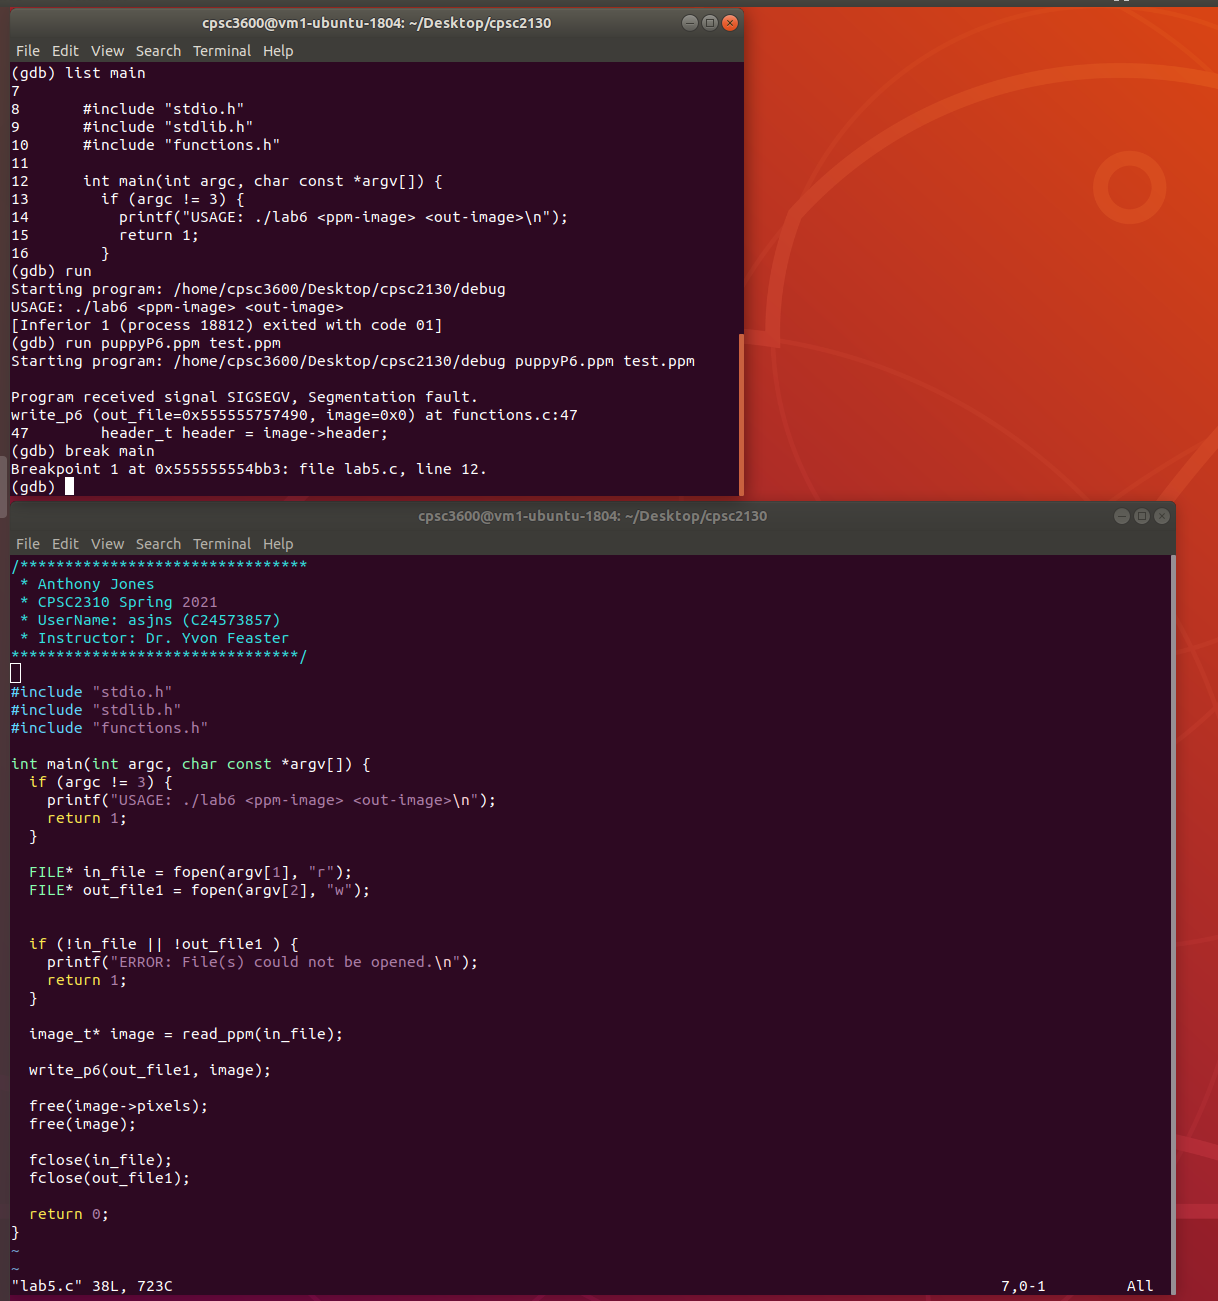 cpsc3600@vm1-ubuntu-1804: ~/Desktop/cpsc2130
File Edit View Search Terminal Help
(gdb) list main
7
8 #include "stdio.h"
9 #include "stdlib.h"
10 #include "functions.h"
11
12 int main(int argc, char const *argv[]) {
13 if (argc != 3) {
14 printf("USAGE: ./lab6 <ppm-image> <out-image>\n");
15 return 1;
16 }
(gdb) run
Starting program: /home/cpsc3600/Desktop/cpsc2130/debug
USAGE: ./lab6 <ppm-image> <out-image>
[Inferior 1 (process 18812) exited with code 01]
(gdb) run puppyP6.ppm test.ppm
Starting program: /home/cpsc3600/Desktop/cpsc2130/debug puppyP6.ppm test.ppm
Program received signal SIGSEGV, Segmentation fault.
write_p6 (out_file=0x555555757490, image=0x0) at functions.c:47
47 header_t header = image->header;
(gdb) break main
Breakpoint 1 at 0x555555554bb3: file lab5.c, line 12.
(gdb)
cpsc3600@vm1-ubuntu-1804: ~/Desktop/cpsc2130
File Edit View Search Terminal Help
/********************************
* Anthony Jones
* CPSC2310 Spring 2021
* UserName: asjns (C24573857)
* Instructor: Dr. Yvon Feaster
********************************/
#include "stdio.h"
#include "stdlib.h"
#include "functions.h"
int main(int argc, char const *argv[]) {
if (argc != 3) {
printf("USAGE: ./lab6 <ppm-image> <out-image>\n");
return 1;
}
FILE* in_file = fopen(argv[1], "r");
FILE* out_file1 = fopen(argv[2], "w");
if (!in_file || !out_file1 ) {
printf("ERROR: File(s) could not be opened.\n");
return 1;
}
image_t* image = read_ppm(in_file);
write_p6(out_file1, image);
free(image->pixels);
free(image);
fclose(in_file);
fclose(out_file1);
return 0;
}
~
~
"lab5.c" 38L, 723C 7,0-1 All